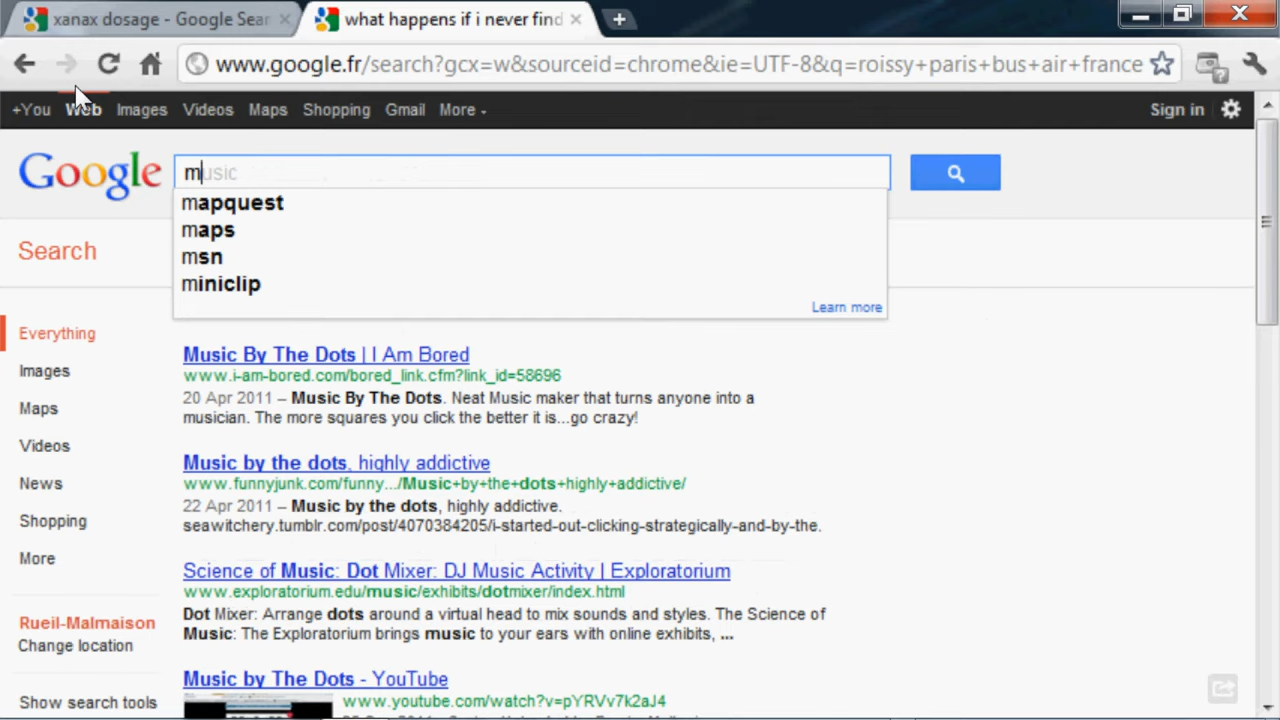 xanax dosage - Google Sear
what happens if i never find
www.google.fr/search?gcx=w&sourceid=chrome&ie=UTF-8&q=roissy+paris+bus+air+france
+You Web Images Videos Maps Shopping Gmail More
Sign in
Google
music
mapquest
maps
msn
miniclip
Learn more
Search
Everything
Images
Maps
Videos
News
Shopping
More
Rueil-Malmaison
Change location
Show search tools
Music By The Dots | I Am Bored
www.i-am-bored.com/bored_link.cfm?link_id=58696
20 Apr 2011 – Music By The Dots. Neat Music maker that turns anyone into a
musician. The more squares you click the better it is...go crazy!
Music by the dots, highly addictive
www.funnyjunk.com/funny.../Music+by+the+dots+highly+addictive/
22 Apr 2011 – Music by the dots, highly addictive.
seawitchery.tumblr.com/post/4070384205/i-started-out-clicking-strategically-and-by-the.
Science of Music: Dot Mixer: DJ Music Activity | Exploratorium
www.exploratorium.edu/music/exhibits/dotmixer/index.html
Dot Mixer: Arrange dots around a virtual head to mix sounds and styles. The Science of
Music: The Exploratorium brings music to your ears with online exhibits, ...
Music by The Dots - YouTube
www.youtube.com/watch?v=pYRVv7k2aJ4